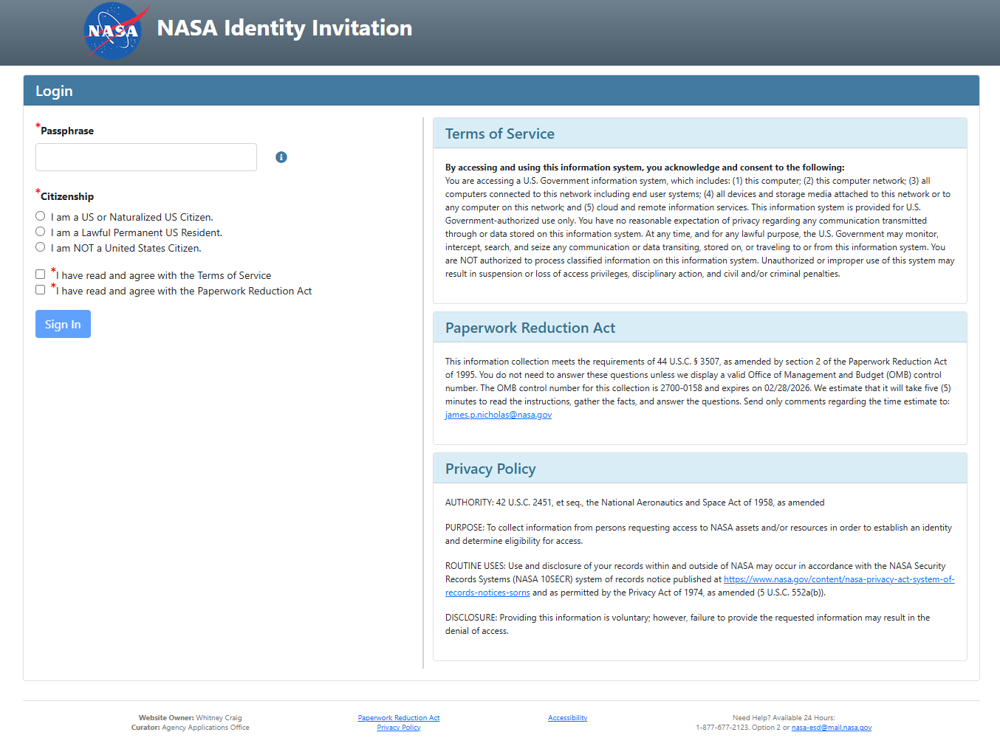 NASA
NASA Identity Invitation
Login
*Passphrase
*Citizenship
I am a US or Naturalized US Citizen.
I am a Lawful Permanent US Resident.
I am NOT a United States Citizen.
*I have read and agree with the Terms of Service
*I have read and agree with the Paperwork Reduction Act
Sign In
Terms of Service
By accessing and using this information system, you acknowledge and consent to the following:
You are accessing a U.S. Government information system, which includes: (1) this computer; (2) this computer network; (3) all
computers connected to this network including end user systems; (4) all devices and storage media attached to this network or to
any computer on this network; and (5) cloud and remote information services. This information system is provided for U.S.
Government-authorized use only. You have no reasonable expectation of privacy regarding any communication transmitted
through or data stored on this information system. At any time, and for any lawful purpose, the U.S. Government may monitor,
intercept, search, and seize any communication or data transiting, stored on, or traveling to or from this information system. You
are NOT authorized to process classified information on this information system. Unauthorized or improper use of this system may
result in suspension or loss of access privileges, disciplinary action, and civil and/or criminal penalties.
Paperwork Reduction Act
This information collection meets the requirements of 44 U.S.C. § 3507, as amended by section 2 of the Paperwork Reduction Act
of 1995. You do not need to answer these questions unless we display a valid Office of Management and Budget (OMB) control
number. The OMB control number for this collection is 2700-0158 and expires on 02/28/2026. We estimate that it will take five (5)
minutes to read the instructions, gather the facts, and answer the questions. Send only comments regarding the time estimate to:
james.p.nicholas@nasa.gov
Privacy Policy
AUTHORITY: 42 U.S.C. 2451, et seq., the National Aeronautics and Space Act of 1958, as amended
PURPOSE: To collect information from persons requesting access to NASA assets and/or resources in order to establish an identity
and determine eligibility for access.
ROUTINE USES: Use and disclosure of your records within and outside of NASA may occur in accordance with the NASA Security
Records Systems (NASA 10SECR) system of records notice published at https://www.nasa.gov/content/nasa-privacy-act-system-of-
records-notices-sorns and as permitted by the Privacy Act of 1974, as amended (5 U.S.C. 552a(b)).
DISCLOSURE: Providing this information is voluntary; however, failure to provide the requested information may result in the
denial of access.
Website Owner: Whitney Craig
Curator: Agency Applications Office
Paperwork Reduction Act
Privacy Policy
Accessibility
Need Help? Available 24 Hours:
1-877-677-2123, Option 2 or nasa-esd@mail.nasa.gov